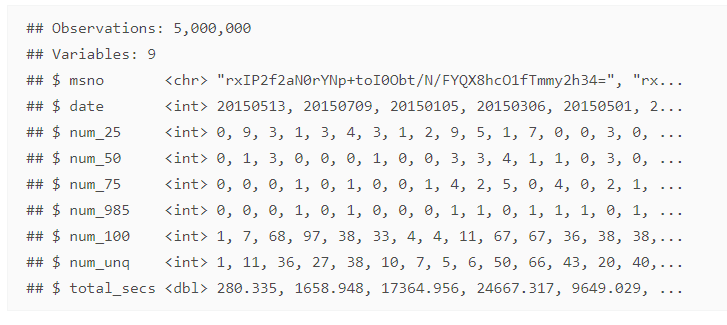 ## Observations: 5,000,000
## Variables: 9
## $ msno       <chr> "rxIP2f2aN0rYNp+toI0Obt/N/FYQX8hcO1fTmmy2h34=", "rx...
## $ date       <int> 20150513, 20150709, 20150105, 20150306, 20150501, 2...
## $ num_25     <int> 0, 9, 3, 1, 3, 4, 3, 1, 2, 9, 5, 1, 7, 0, 0, 3, 0, ...
## $ num_50     <int> 0, 1, 3, 0, 0, 0, 1, 0, 0, 3, 3, 4, 1, 1, 0, 3, 0, ...
## $ num_75     <int> 0, 0, 0, 1, 0, 1, 0, 0, 1, 4, 2, 5, 0, 4, 0, 2, 1, ...
## $ num_985    <int> 0, 0, 0, 1, 0, 1, 0, 0, 0, 1, 1, 0, 1, 1, 1, 0, 1, ...
## $ num_100    <int> 1, 7, 68, 97, 38, 33, 4, 4, 11, 67, 67, 36, 38, 38,...
## $ num_unq    <int> 1, 11, 36, 27, 38, 10, 7, 5, 6, 50, 66, 43, 20, 40,...
## $ total_secs <dbl> 280.335, 1658.948, 17364.956, 24667.317, 9649.029, ...